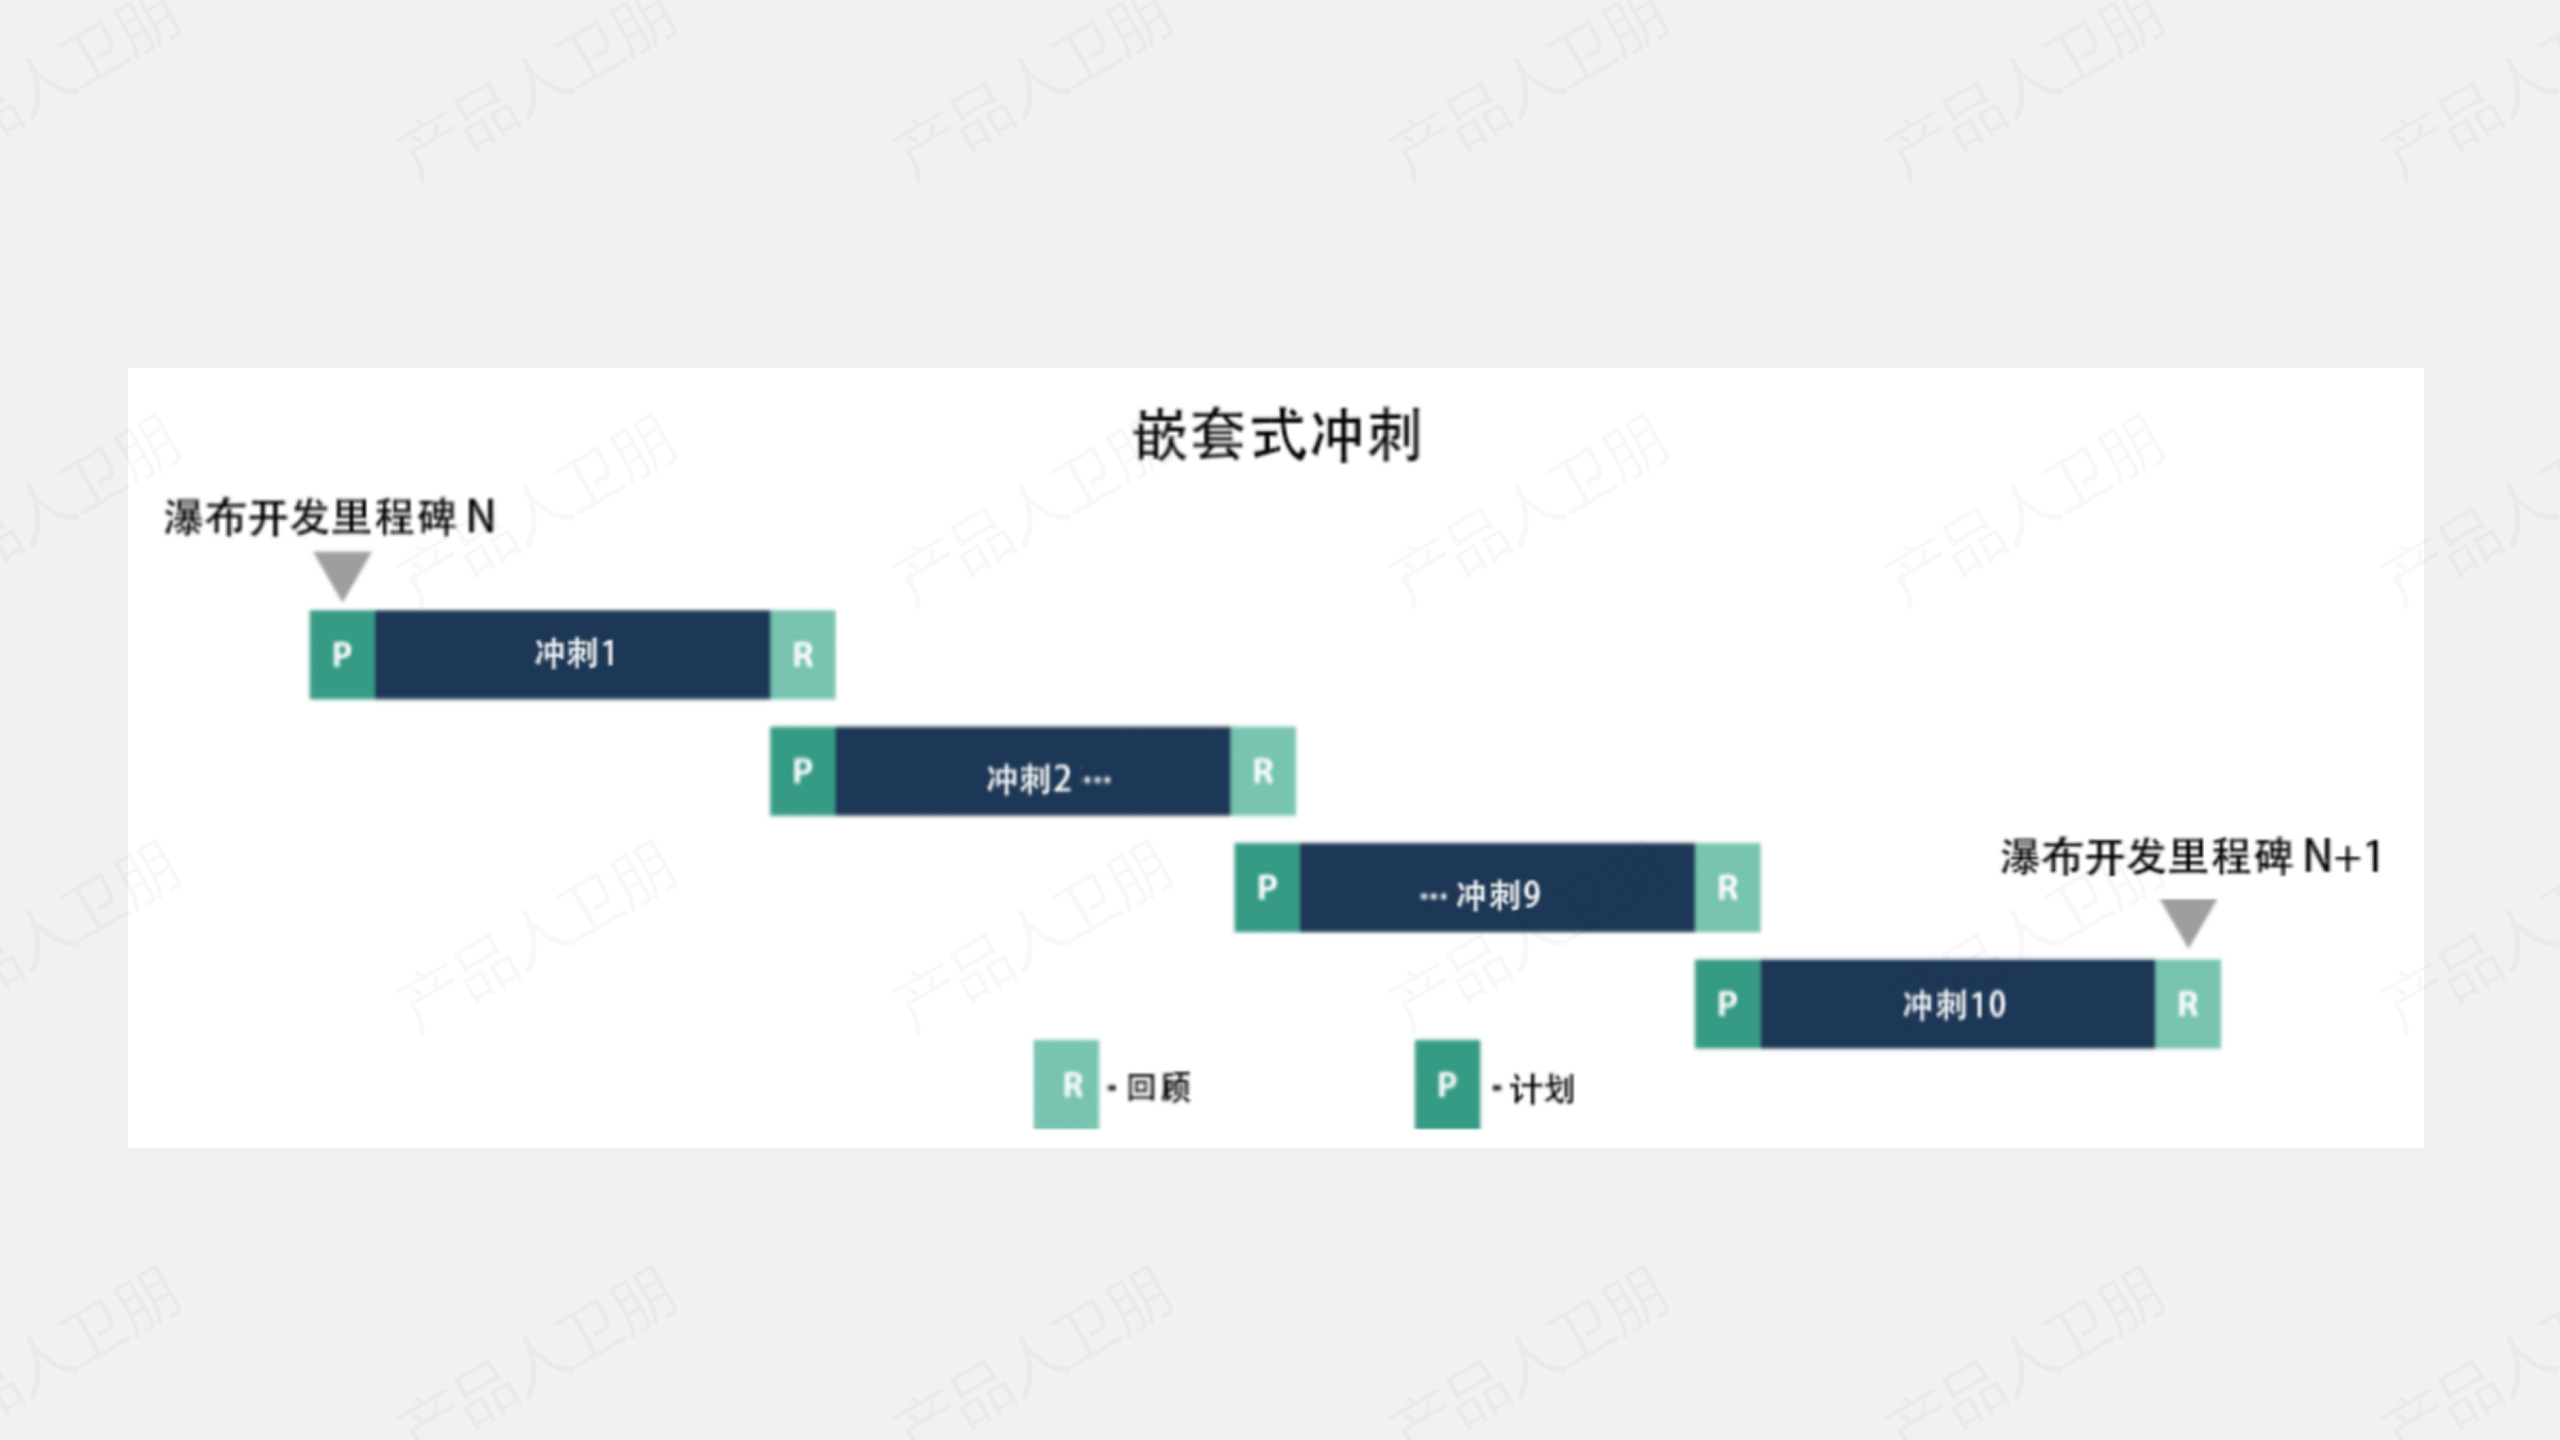 嵌套式冲刺
瀑布开发里程碑 N
P 冲刺1 R
P 冲刺2 ··· R
瀑布开发里程碑 N+1
P ··· 冲刺9 R
P 冲刺10 R
R - 回顾 P - 计划
产品人卫朋